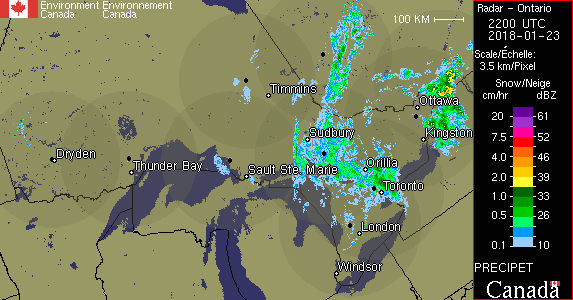 Environment Environnement
Canada Canada
100 KM
Timmins
Ottawa
Sudbury
Kingston
Dryden
Thunder Bay
Sault Ste. Marie
Orillia
Toronto
London
Windsor
Radar - Ontario
2200 UTC
2018-01-23
Scale/Échelle:
3.5 km/Pixel
Snow/Neige
cm/hr dBZ
20 61
7.5 52
4.0 46
2.0 39
1.0 33
0.5 26
0.1 10
PRECIPET
Canada